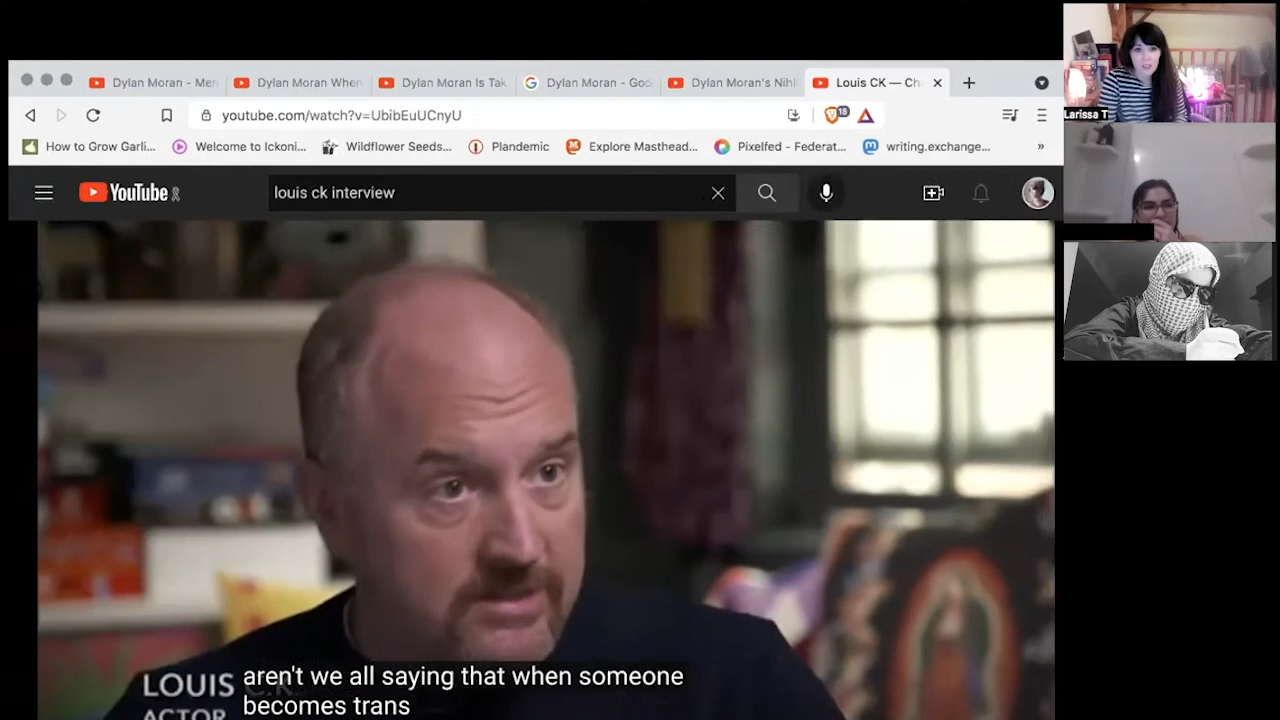 Dylan Moran - Men
Dylan Moran When
Dylan Moran Is Tak
Dylan Moran - Goo
Dylan Moran's Nihi
Louis CK — Ch
youtube.com/watch?v=UbibEuUCpyU
18
How to Grow Garli...
Welcome to Ickoni...
Wildflower Seeds...
Plandemic
Explore Masthead...
Pixelfed - Federat...
writing.exchange...
»
YouTube
louis ck interview
Larissa T
LOUIS C.K.
ACTOR
aren't we all saying that when someone
becomes trans